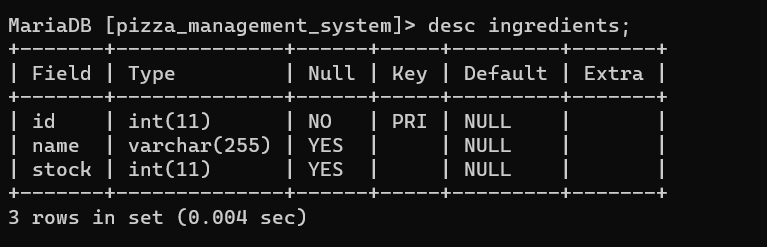 MariaDB [pizza_management_system]> desc ingredients;
+-------+--------------+------+-----+---------+-------+
| Field | Type         | Null | Key | Default | Extra |
+-------+--------------+------+-----+---------+-------+
| id    | int(11)      | NO   | PRI | NULL    |       |
| name  | varchar(255) | YES  |     | NULL    |       |
| stock | int(11)      | YES  |     | NULL    |       |
+-------+--------------+------+-----+---------+-------+
3 rows in set (0.004 sec)